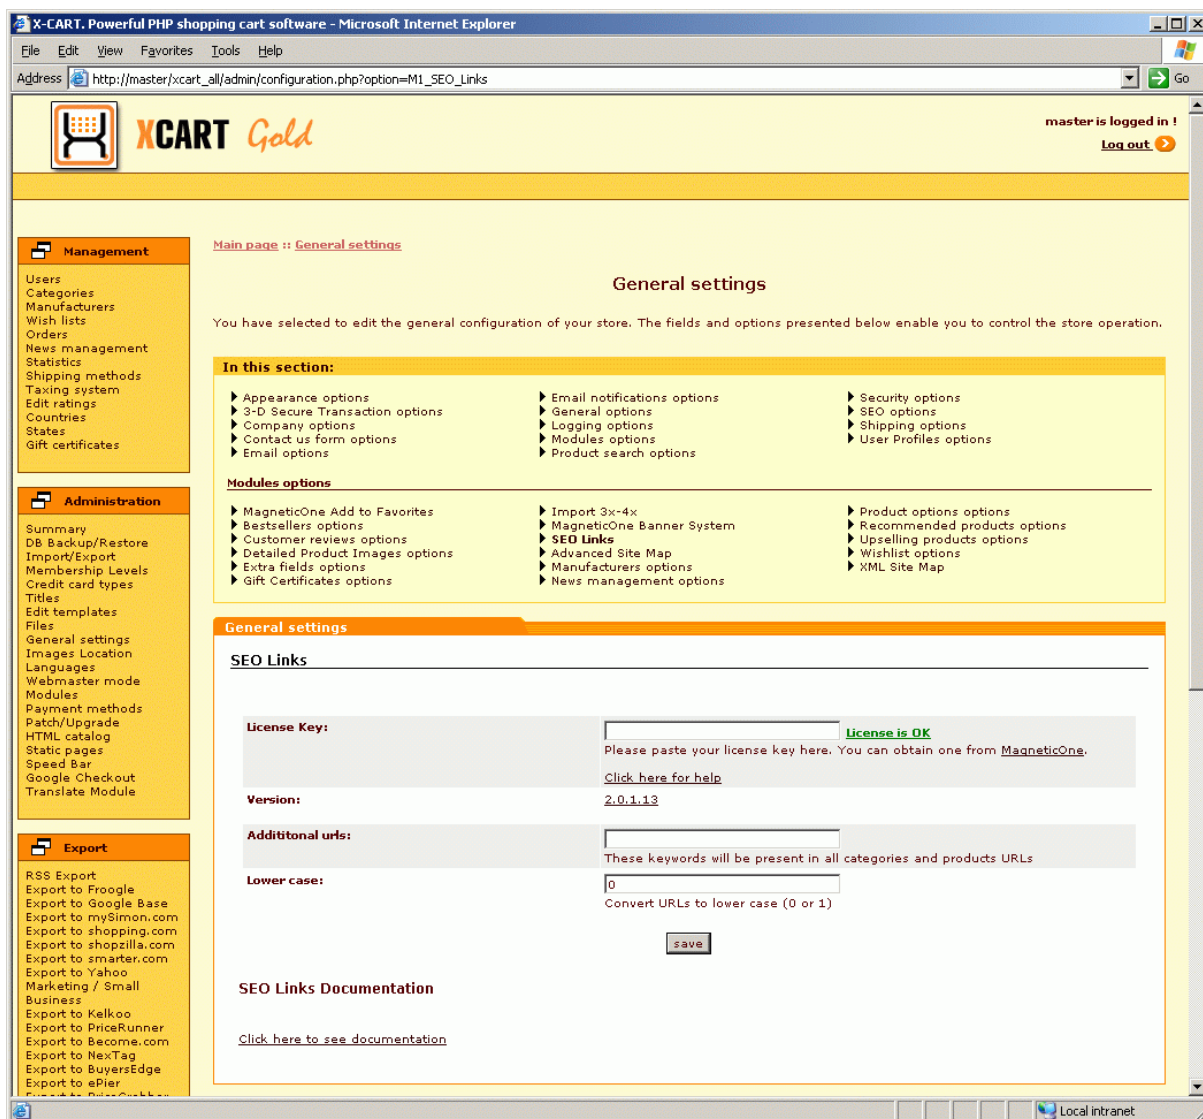 X-CART. Powerful PHP shopping cart software - Microsoft Internet Explorer
File Edit View Favorites Tools Help
Address http://master/xcart_all/admin/configuration.php?option=M1_SEO_Links Go
XCART Gold
master is logged in !
Log out
Management
Users
Categories
Manufacturers
Wish lists
Orders
News management
Statistics
Shipping methods
Taxing system
Edit ratings
Countries
States
Gift certificates
Administration
Summary
DB Backup/Restore
Import/Export
Membership Levels
Credit card types
Titles
Edit templates
Files
General settings
Images Location
Languages
Webmaster mode
Modules
Payment methods
Patch/Upgrade
HTML catalog
Static pages
Speed Bar
Google Checkout
Translate Module
Export
RSS Export
Export to Froogle
Export to Google Base
Export to mySimon.com
Export to shopping.com
Export to shopzilla.com
Export to smarter.com
Export to Yahoo
Marketing / Small
Business
Export to Kelkoo
Export to PriceRunner
Export to Become.com
Export to NexTag
Export to BuyersEdge
Export to ePier
Main page :: General settings
General settings
You have selected to edit the general configuration of your store. The fields and options presented below enable you to control the store operation.
In this section:
Appearance options
3-D Secure Transaction options
Company options
Contact us form options
Email options
Email notifications options
General options
Logging options
Modules options
Product search options
Security options
SEO options
Shipping options
User Profiles options
Modules options
MagneticOne Add to Favorites
Bestsellers options
Customer reviews options
Detailed Product Images options
Extra fields options
Gift Certificates options
Import 3x-4x
MagneticOne Banner System
SEO Links
Advanced Site Map
Manufacturers options
News management options
Product options options
Recommended products options
Upselling products options
Wishlist options
XML Site Map
General settings
SEO Links
License Key: License is OK
Please paste your license key here. You can obtain one from MagneticOne.
Click here for help
Version: 2.0.1.13
Addititonal urls:
These keywords will be present in all categories and products URLs
Lower case: 0
Convert URLs to lower case (0 or 1)
save
SEO Links Documentation
Click here to see documentation
Local intranet